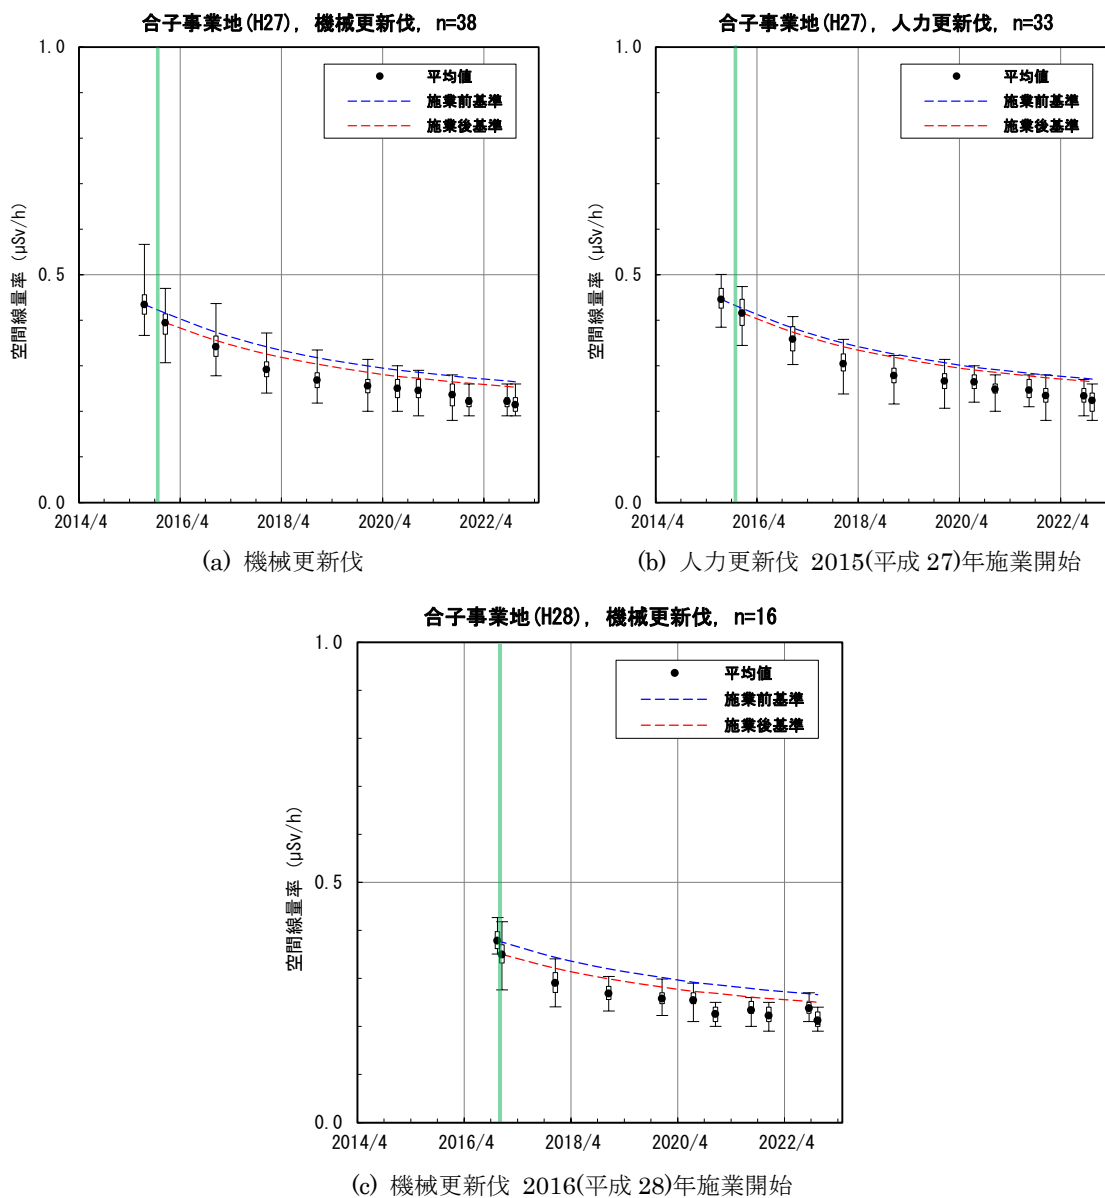 合子事業地(H27), 機械更新伐, n=38
1.0
平均値
施業前基準
施業後基準
空間線量率 (μSv/h)
0.5
0.0
2014/4 2016/4 2018/4 2020/4 2022/4
(a) 機械更新伐
合子事業地(H27), 人力更新伐, n=33
1.0
平均値
施業前基準
施業後基準
空間線量率 (μSv/h)
0.5
0.0
2014/4 2016/4 2018/4 2020/4 2022/4
(b) 人力更新伐 2015(平成 27)年施業開始
合子事業地(H28), 機械更新伐, n=16
1.0
平均値
施業前基準
施業後基準
空間線量率 (μSv/h)
0.5
0.0
2014/4 2016/4 2018/4 2020/4 2022/4
(c) 機械更新伐 2016(平成 28)年施業開始